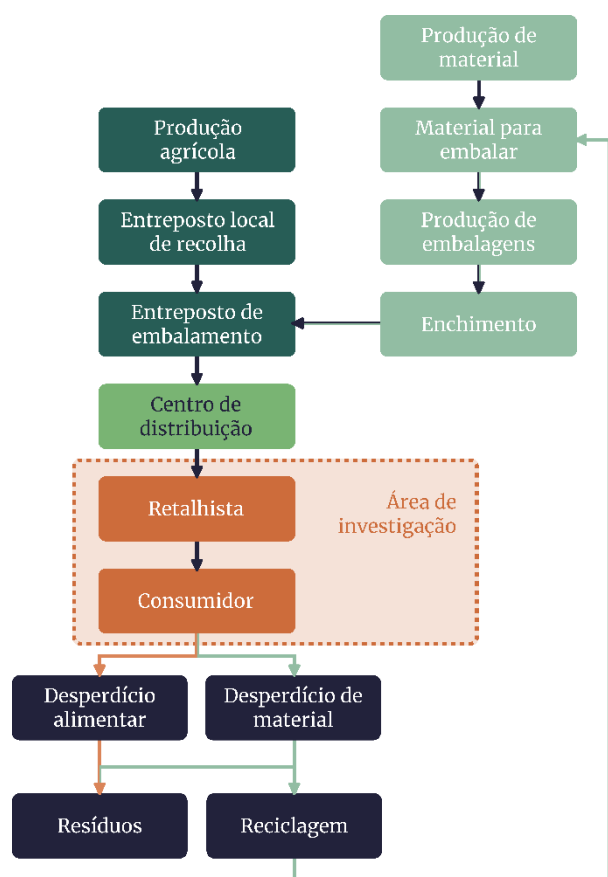 Produção de
material
Produção
agrícola
Material para
embalar
Entreposto local
de recolha
Produção de
embalagens
Entreposto de
embalamento
Enchimento
Centro de
distribuição
Retalhista
Área de
investigação
Consumidor
Desperdício
alimentar
Desperdício de
material
Resíduos
Reciclagem